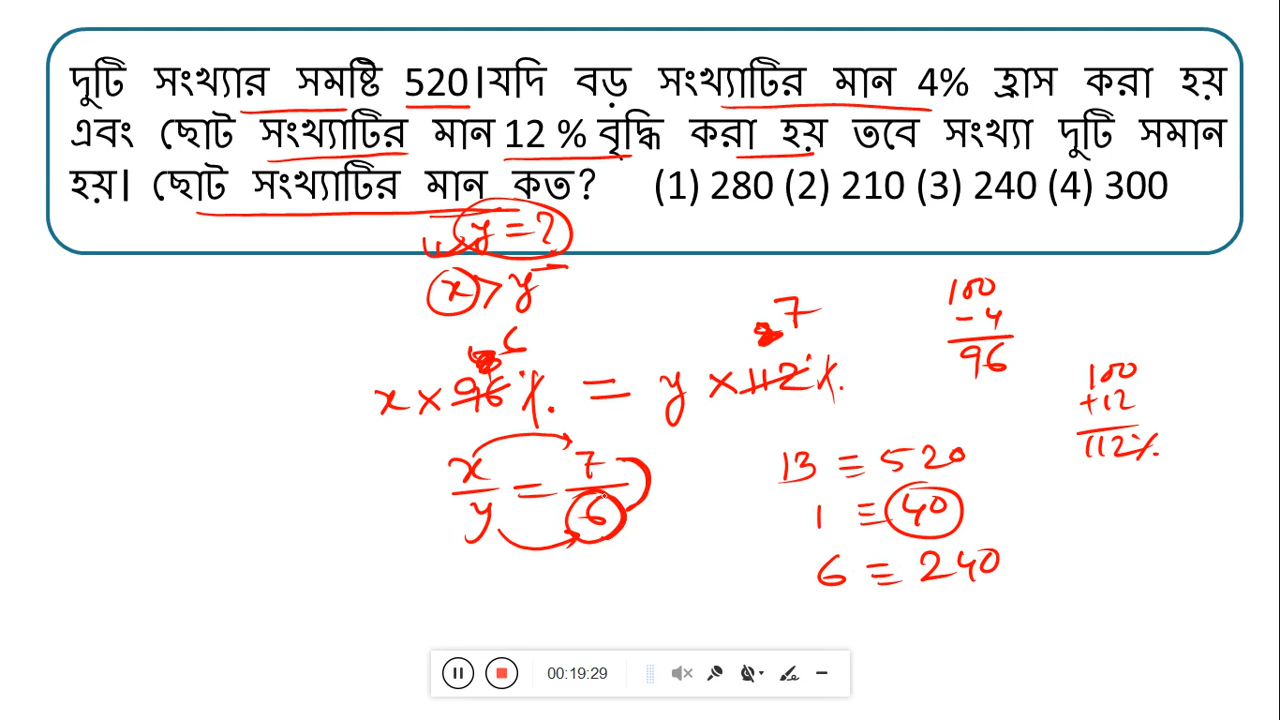 দুটি সংখ্যার সমষ্টি 520।যদি বড় সংখ্যাটির মান 4% হ্রাস করা হয়
এবং ছোট সংখ্যাটির মান 12 % বৃদ্ধি করা হয় তবে সংখ্যা দুটি সমান
হয়। ছোট সংখ্যাটির মান কত? (1) 280 (2) 210 (3) 240 (4) 300
y = ?
x > y
100
- 4
96
6
7
x × 96 % = y × 112 %
100
+12
112%
x/y = 7/6
13 ≡ 520
1 ≡ 40
6 ≡ 240
00:19:29